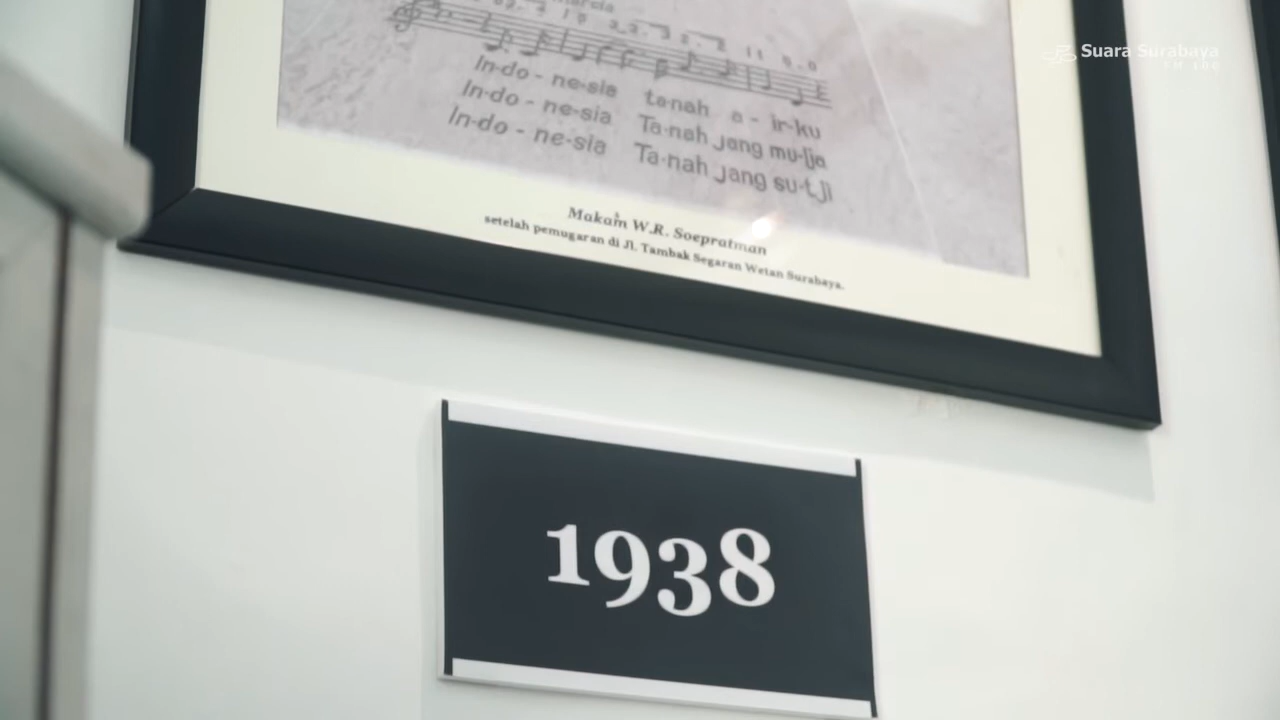 Suara Surabaya
In-do - ne-sia tanah a - ir-ku
In-do - ne-sia Ta-nah jang mu-lja
In-do - ne-sia Ta-nah jang su-tji
Makam W.R. Soepratman
setelah pemugaran di Jl. Tambak Segaran Wetan Surabaya.
1938